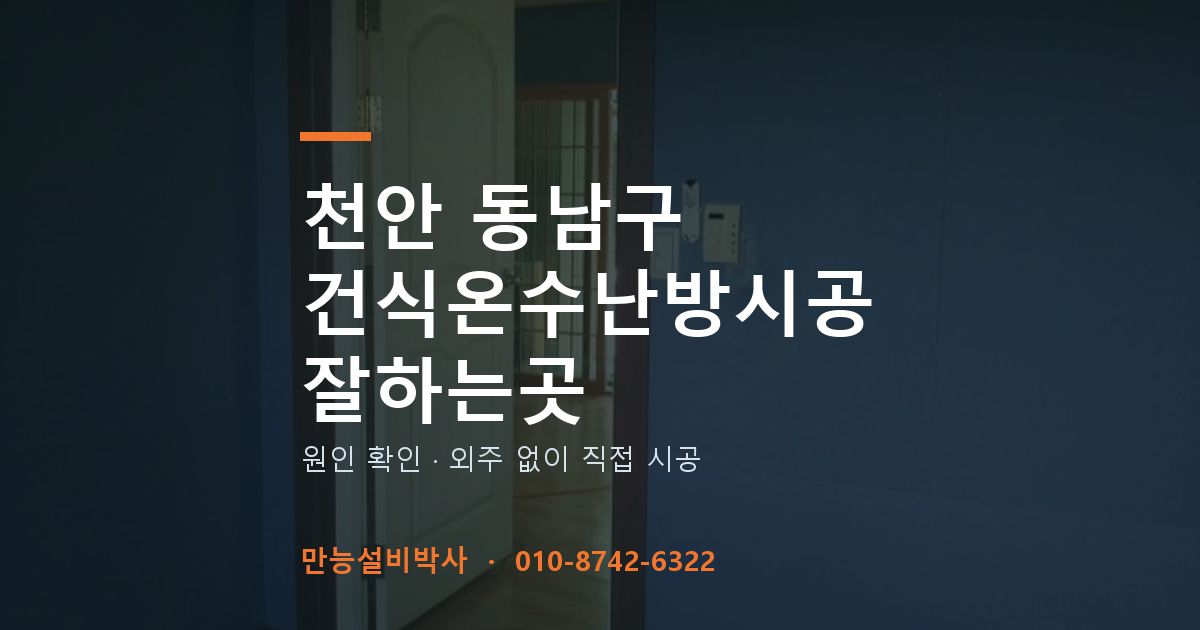 천안 동남구
건식온수난방시공
잘하는곳
원인 확인 · 외주 없이 직접 시공
만능설비박사 · 010-8742-6322